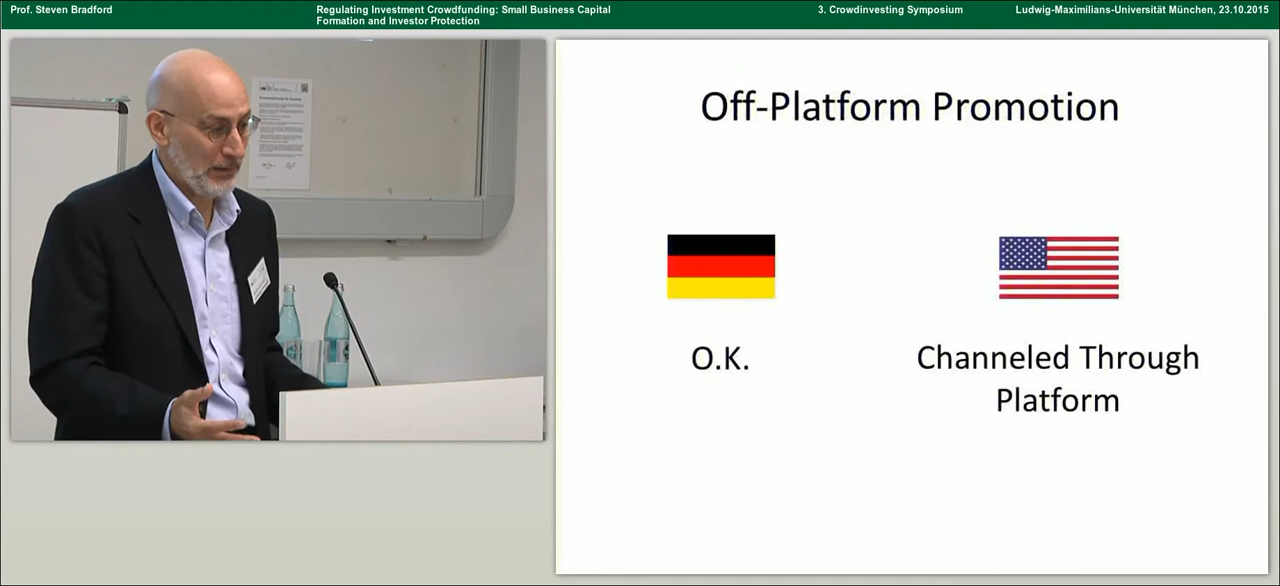 Prof. Steven Bradford
Regulating Investment Crowdfunding: Small Business Capital
Formation and Investor Protection
3. Crowdinvesting Symposium
Ludwig-Maximilians-Universität München, 23.10.2015
Off-Platform Promotion
O.K.
Channeled Through
Platform